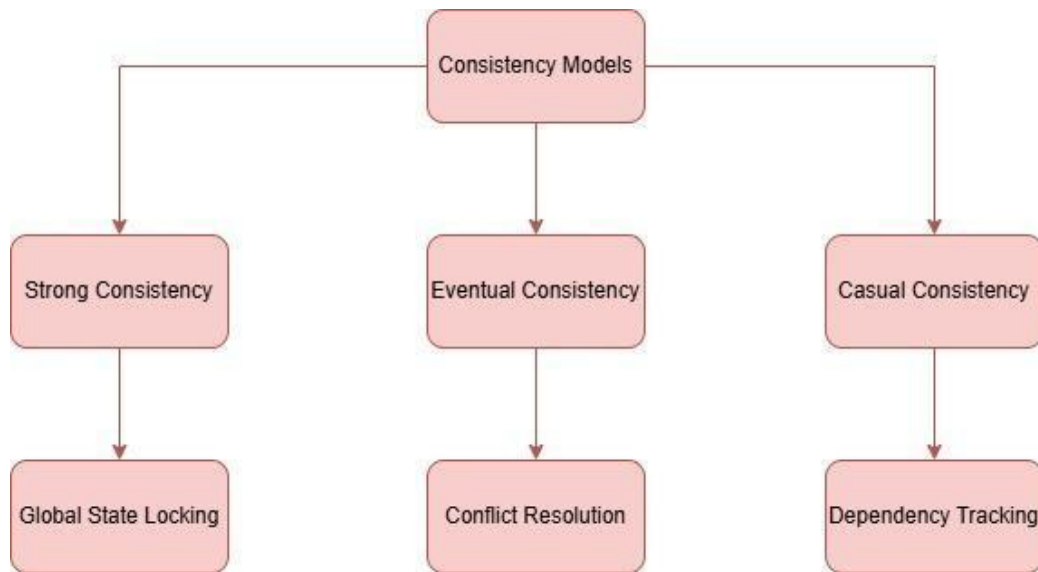 Consistency Models
Strong Consistency
Eventual Consistency
Casual Consistency
Global State Locking
Conflict Resolution
Dependency Tracking